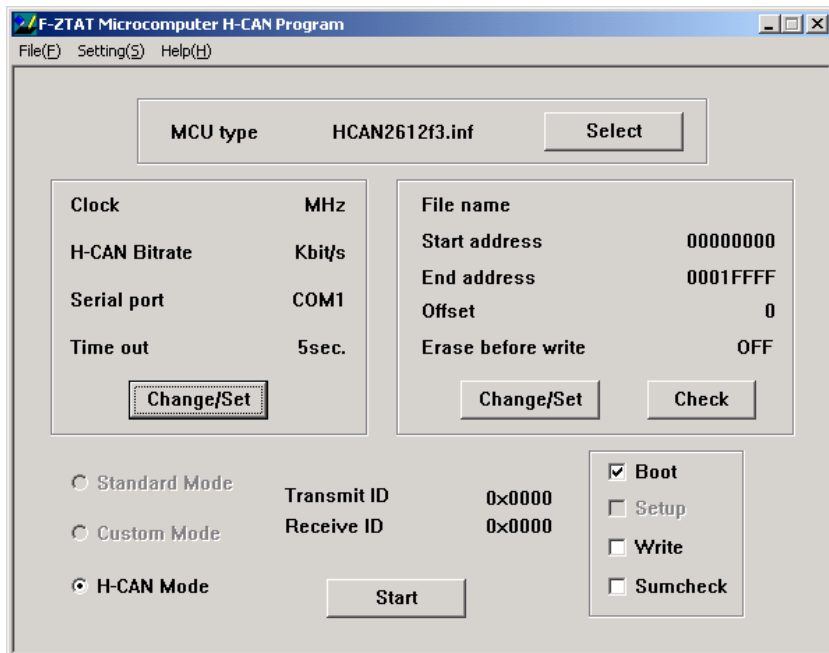 F-ZTAT Microcomputer H-CAN Program
File(F) Setting(S) Help(H)
MCU type HCAN2612f3.inf Select
Clock MHz
H-CAN Bitrate Kbit/s
Serial port COM1
Time out 5sec.
Change/Set
File name
Start address 00000000
End address 0001FFFF
Offset 0
Erase before write OFF
Change/Set Check
Standard Mode
Custom Mode
H-CAN Mode
Transmit ID 0x0000
Receive ID 0x0000
Start
Boot
Setup
Write
Sumcheck